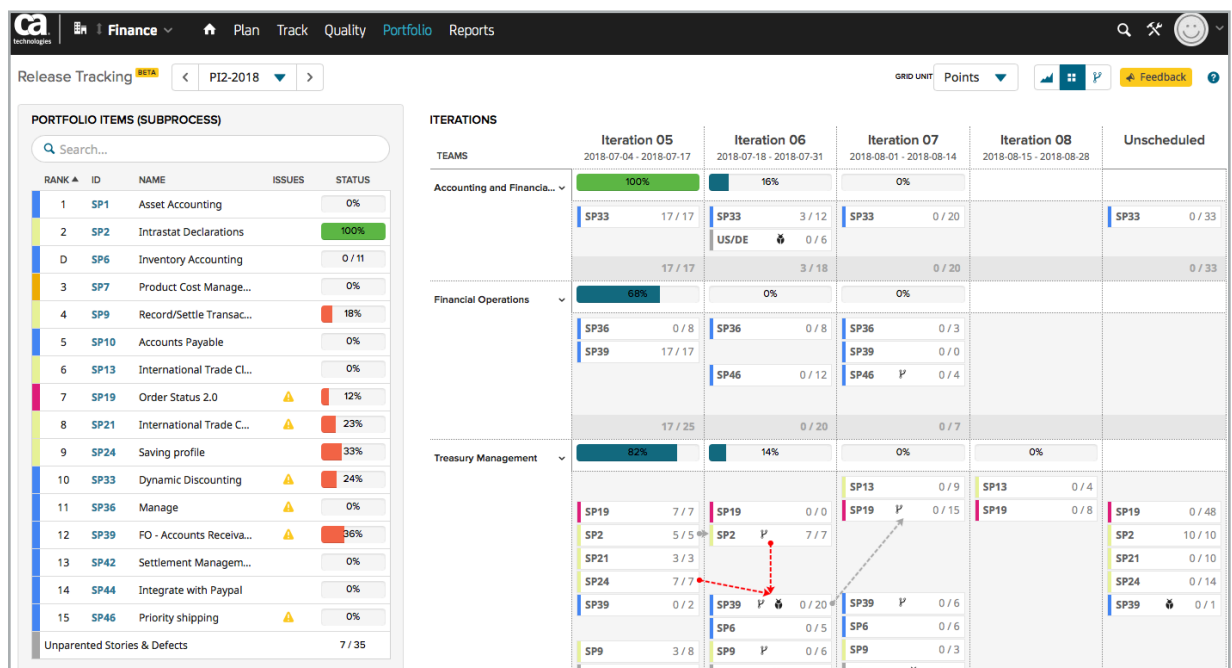 ca
technologies
Finance Plan Track Quality Portfolio Reports
Release Tracking BETA PI2-2018 GRID UNIT Points Feedback ?
PORTFOLIO ITEMS (SUBPROCESS)
Search...
RANK ID NAME ISSUES STATUS
1 SP1 Asset Accounting 0%
2 SP2 Intrastat Declarations 100%
D SP6 Inventory Accounting 0 / 11
3 SP7 Product Cost Manage... 0%
4 SP9 Record/Settle Transac... 18%
5 SP10 Accounts Payable 0%
6 SP13 International Trade Cl... 0%
7 SP19 Order Status 2.0 12%
8 SP21 International Trade C... 23%
9 SP24 Saving profile 33%
10 SP33 Dynamic Discounting 24%
11 SP36 Manage 0%
12 SP39 FO - Accounts Receiva... 36%
13 SP42 Settlement Managem... 0%
14 SP44 Integrate with Paypal 0%
15 SP46 Priority shipping 0%
Unparented Stories & Defects 7 / 35
ITERATIONS
Iteration 05 Iteration 06 Iteration 07 Iteration 08 Unscheduled
TEAMS 2018-07-04 - 2018-07-17 2018-07-18 - 2018-07-31 2018-08-01 - 2018-08-14 2018-08-15 - 2018-08-28
Accounting and Financia... 100% 16% 0%
SP33 17 / 17 SP33 3 / 12 SP33 0 / 20 SP33 0 / 33
US/DE 0 / 6
17 / 17 3 / 18 0 / 20 0 / 33
Financial Operations 68% 0% 0%
SP36 0 / 8 SP36 0 / 8 SP36 0 / 3
SP39 17 / 17 SP39 0 / 0
SP46 0 / 12 SP46 0 / 4
17 / 25 0 / 20 0 / 7
Treasury Management 82% 14% 0% 0%
SP13 0 / 9 SP13 0 / 4
SP19 7 / 7 SP19 0 / 0 SP19 0 / 15 SP19 0 / 8 SP19 0 / 48
SP2 5 / 5 SP2 7 / 7 SP2 10 / 10
SP21 3 / 3 SP21 0 / 10
SP24 7 / 7 SP24 0 / 14
SP39 0 / 2 SP39 0 / 20 SP39 0 / 6 SP39 0 / 1
SP6 0 / 5 SP6 0 / 6
SP9 3 / 8 SP9 0 / 6 SP9 0 / 3